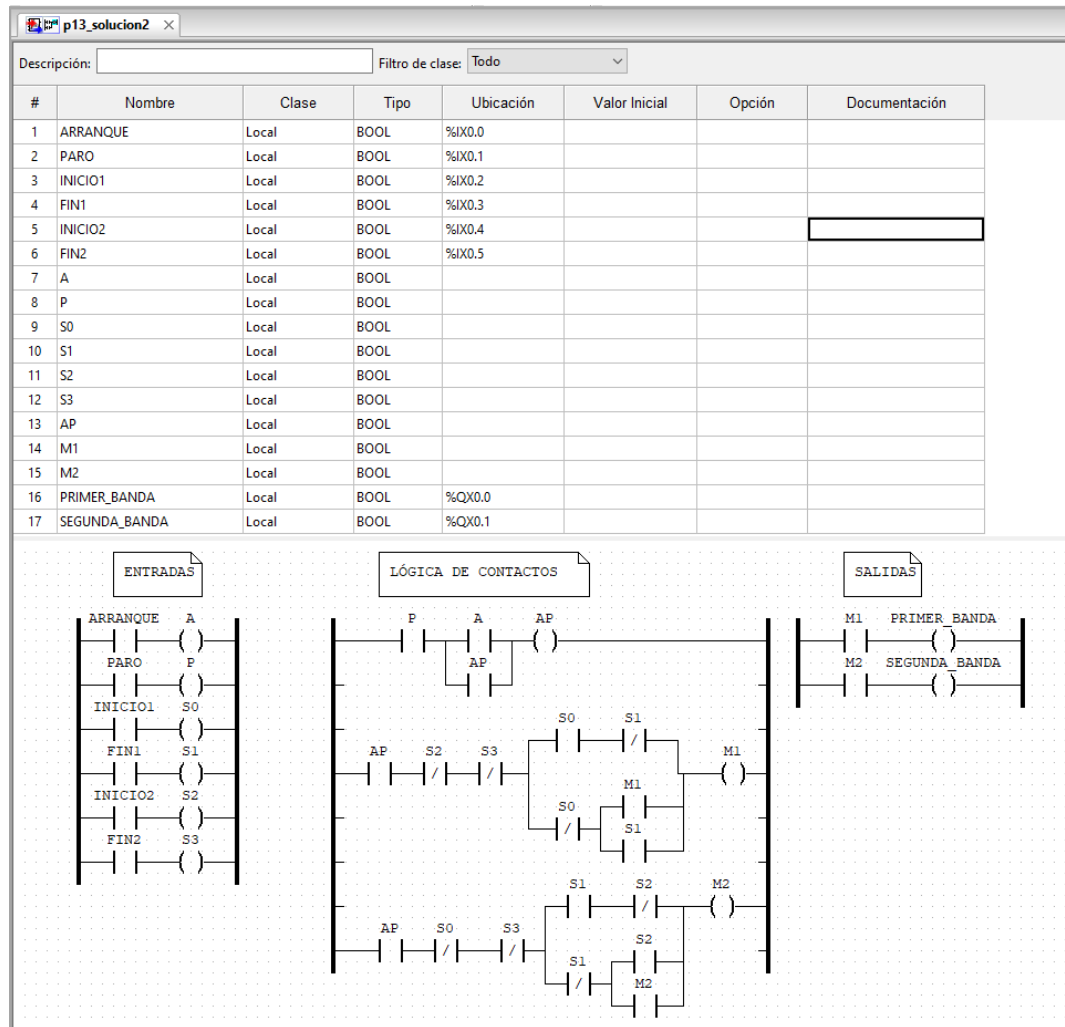 p13_solucion2
Descripción: Filtro de clase: Todo
# Nombre Clase Tipo Ubicación Valor Inicial Opción Documentación
1 ARRANQUE Local BOOL %IX0.0
2 PARO Local BOOL %IX0.1
3 INICIO1 Local BOOL %IX0.2
4 FIN1 Local BOOL %IX0.3
5 INICIO2 Local BOOL %IX0.4
6 FIN2 Local BOOL %IX0.5
7 A Local BOOL
8 P Local BOOL
9 S0 Local BOOL
10 S1 Local BOOL
11 S2 Local BOOL
12 S3 Local BOOL
13 AP Local BOOL
14 M1 Local BOOL
15 M2 Local BOOL
16 PRIMER_BANDA Local BOOL %QX0.0
17 SEGUNDA_BANDA Local BOOL %QX0.1
ENTRADAS
ARRANQUE A
PARO P
INICIO1 S0
FIN1 S1
INICIO2 S2
FIN2 S3
LÓGICA DE CONTACTOS
P A AP
AP
S0 S1
AP S2 S3 M1
M1
S0
S1
S1 S2 M2
AP S0 S3
S2
S1
M2
SALIDAS
M1 PRIMER_BANDA
M2 SEGUNDA_BANDA